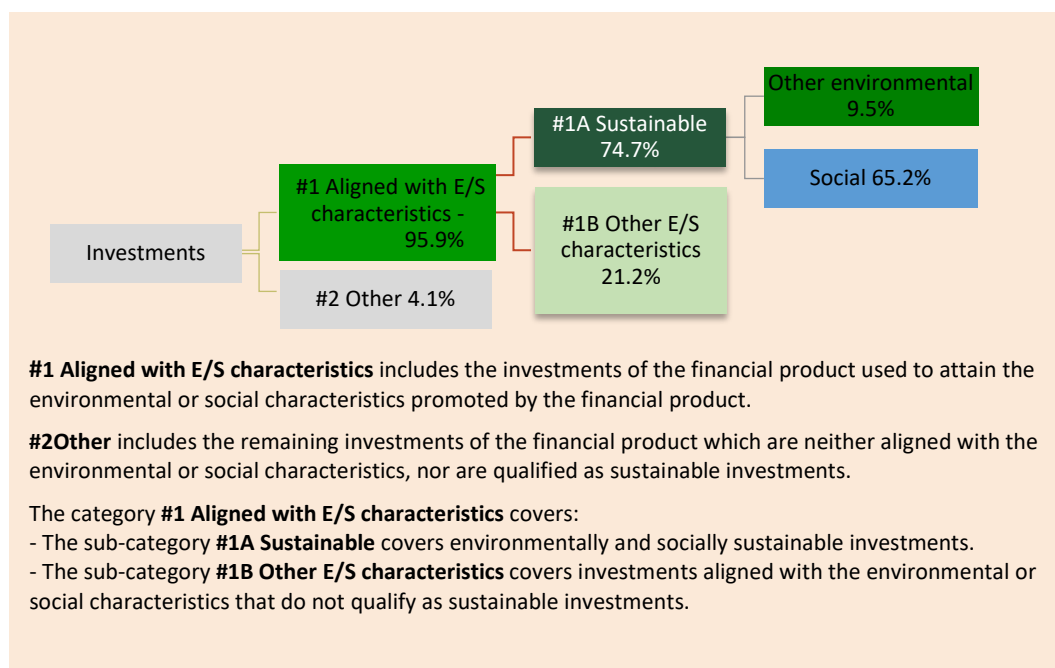 Other environmental
9.5%
#1A Sustainable
74.7%
Social 65.2%
#1 Aligned with E/S
characteristics -
95.9%
#1B Other E/S
characteristics
21.2%
Investments
#2 Other 4.1%
#1 Aligned with E/S characteristics includes the investments of the financial product used to attain the
environmental or social characteristics promoted by the financial product.
#2Other includes the remaining investments of the financial product which are neither aligned with the
environmental or social characteristics, nor are qualified as sustainable investments.
The category #1 Aligned with E/S characteristics covers:
- The sub-category #1A Sustainable covers environmentally and socially sustainable investments.
- The sub-category #1B Other E/S characteristics covers investments aligned with the environmental or
social characteristics that do not qualify as sustainable investments.